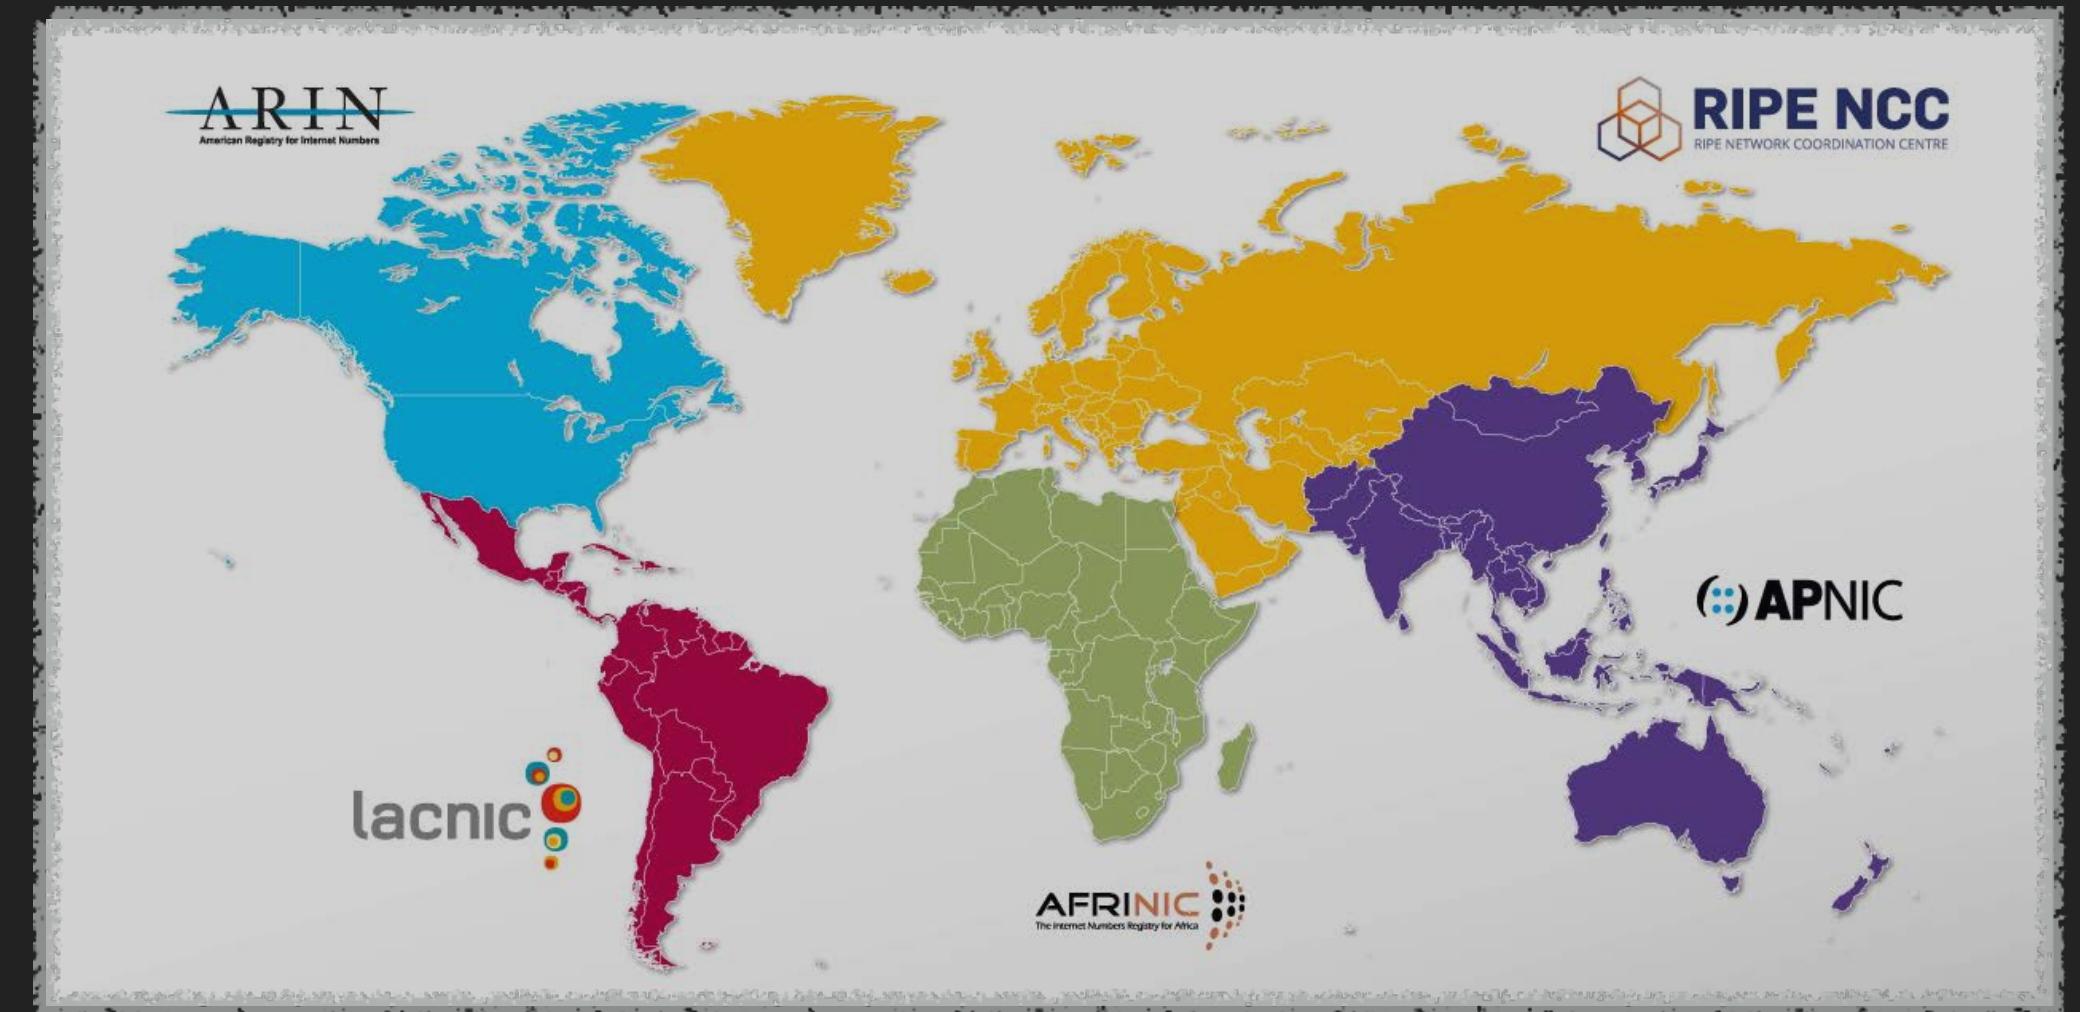 ARIN
American Registry for Internet Numbers
RIPE NCC
RIPE NETWORK COORDINATION CENTRE
APNIC
lacnic
AFRINIC
The Internet Numbers Registry for Africa